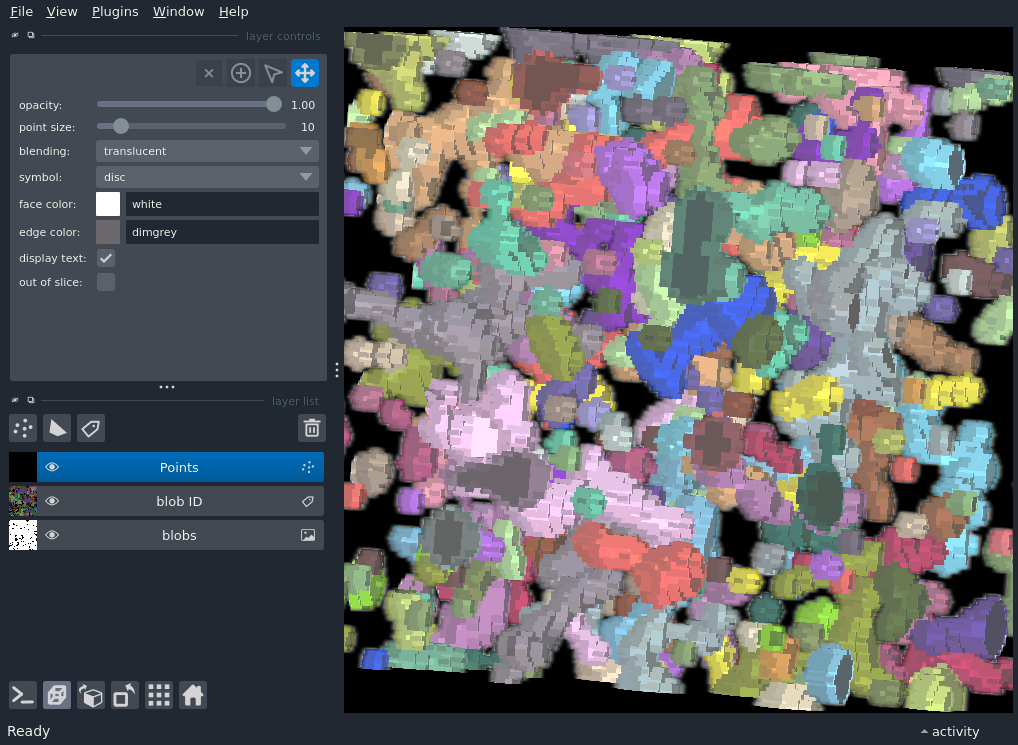 File View Plugins Window Help
layer controls
opacity: 1.00
point size: 10
blending: translucent
symbol: disc
face color: white
edge color: dimgrey
display text:
out of slice:
layer list
Points
blob ID
blobs
Ready
activity